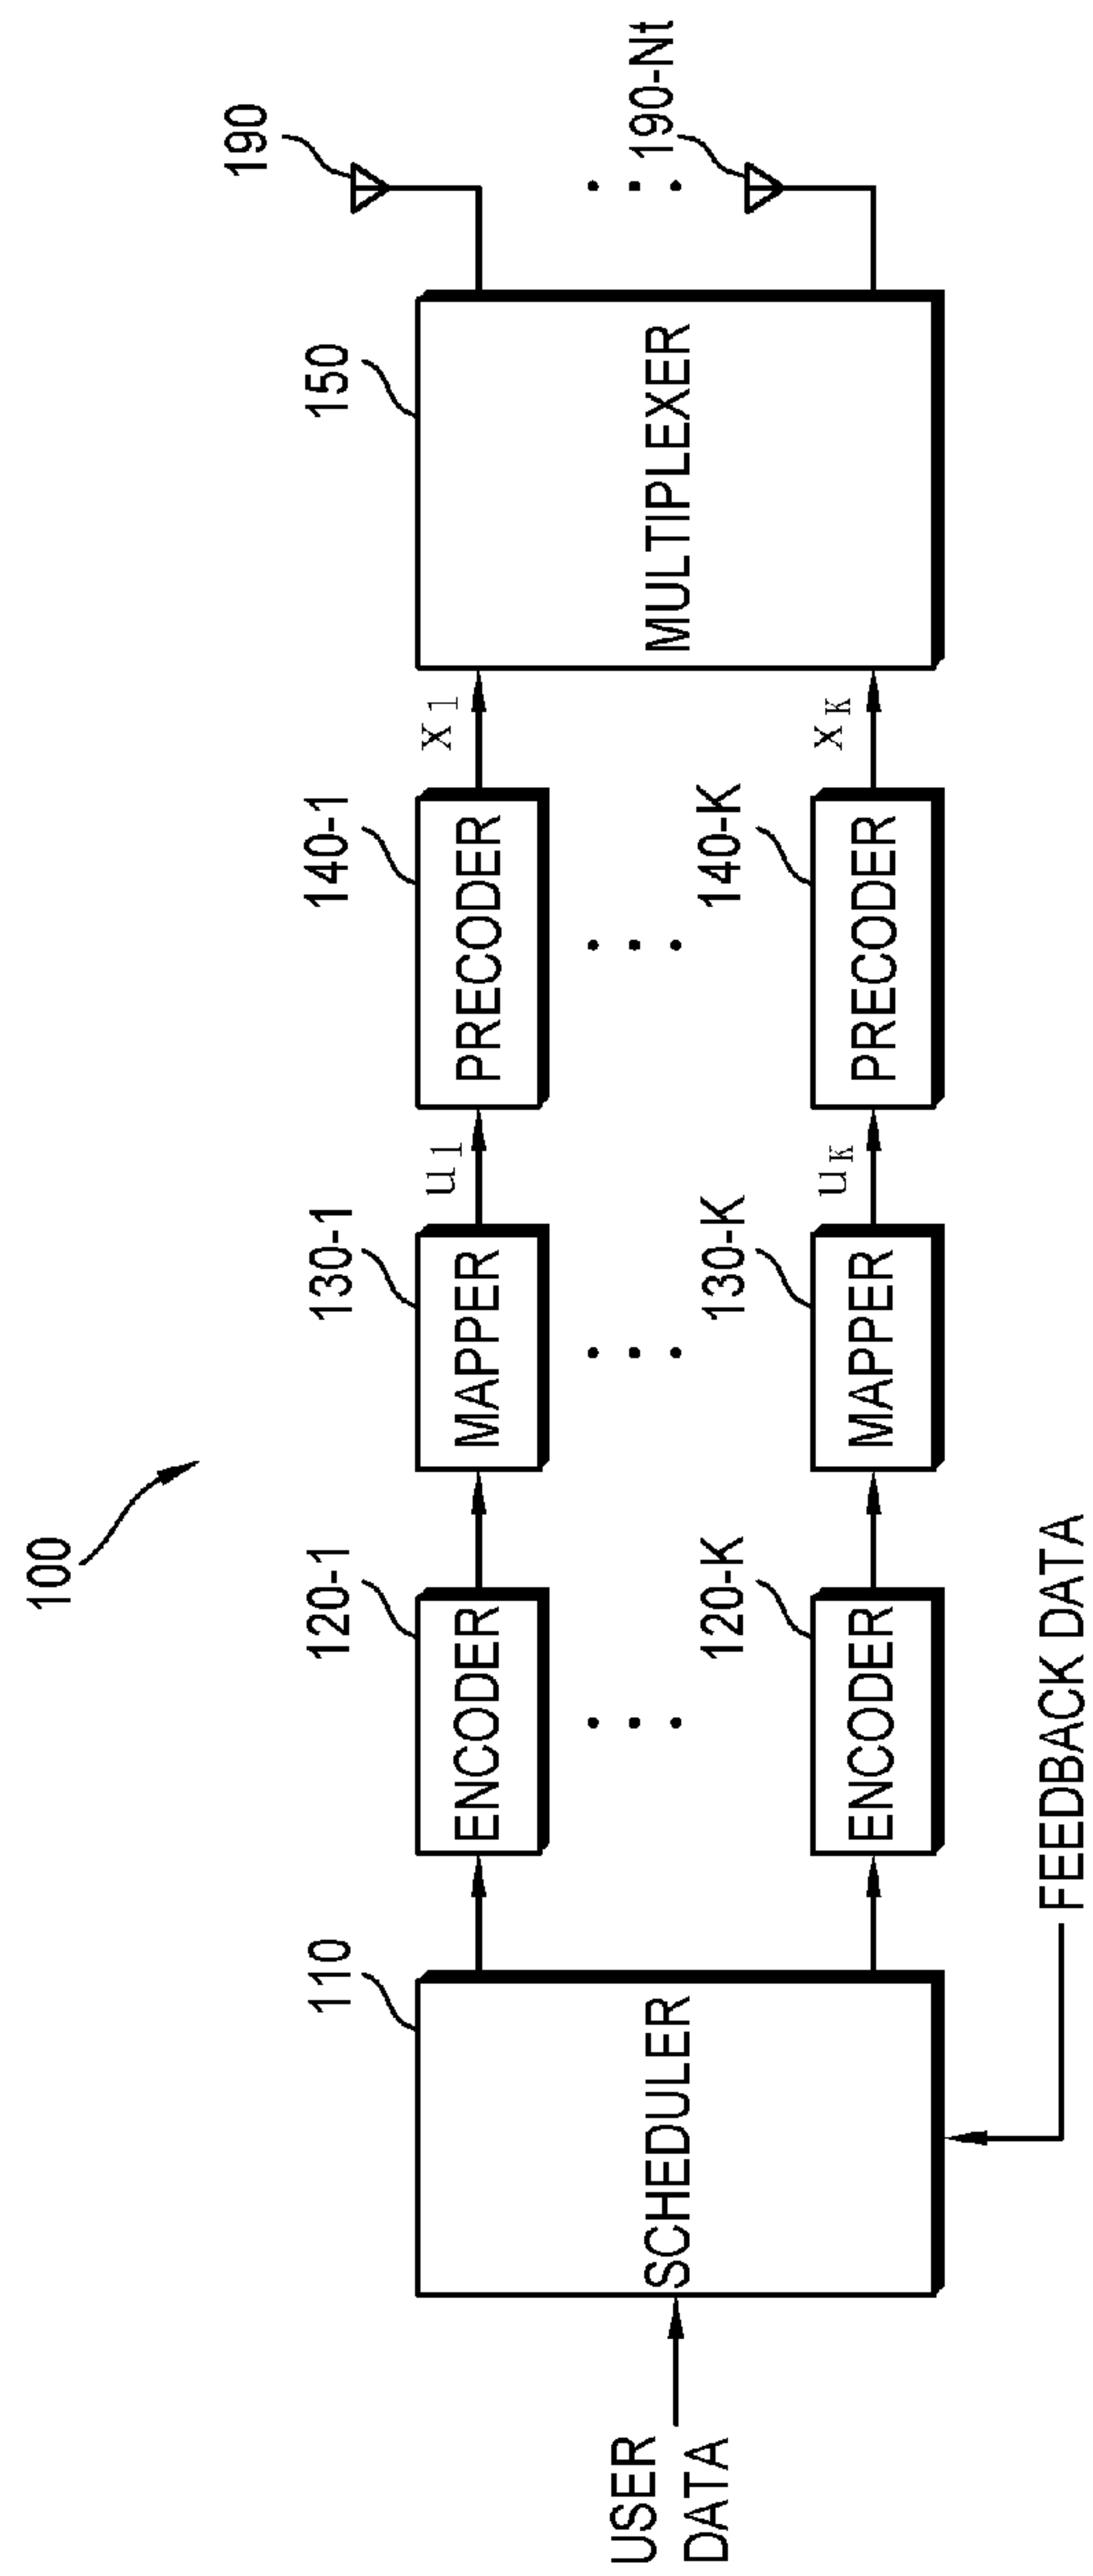 100
190
150
140-1
130-1
120-1
110
USER
DATA
SCHEDULER
ENCODER
MAPPER
u1
PRECODER
x1
MULTIPLEXER
190-Nt
120-K
130-K
140-K
ENCODER
MAPPER
uK
PRECODER
xK
FEEDBACK DATA